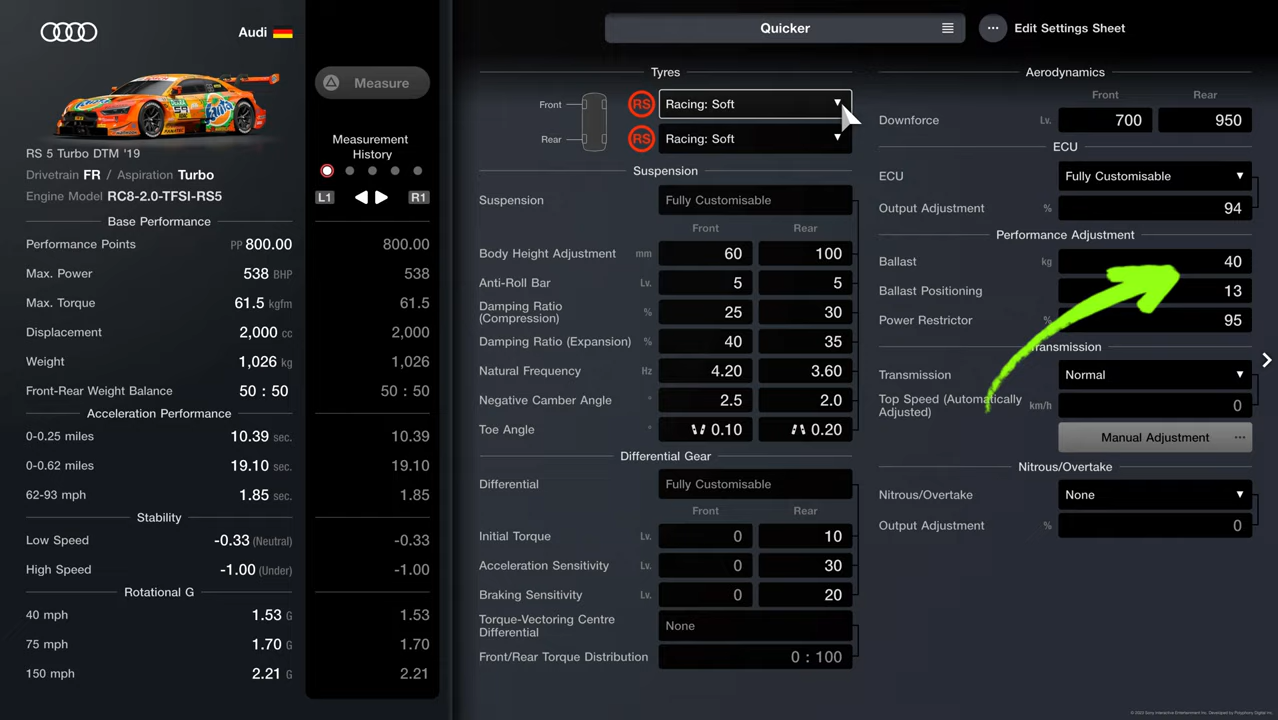 Audi
RS 5 Turbo DTM '19
Drivetrain FR / Aspiration Turbo
Engine Model RC8-2.0-TFSI-RS5
Base Performance
Performance Points PP 800.00
Max. Power 538 BHP
Max. Torque 61.5 kgfm
Displacement 2,000 cc
Weight 1,026 kg
Front-Rear Weight Balance 50 : 50
Acceleration Performance
0-0.25 miles 10.39 sec.
0-0.62 miles 19.10 sec.
62-93 mph 1.85 sec.
Stability
Low Speed -0.33 (Neutral)
High Speed -1.00 (Under)
Rotational G
40 mph 1.53 G
75 mph 1.70 G
150 mph 2.21 G
Measure
Measurement
History
L1 R1
800.00
538
61.5
2,000
1,026
50 : 50
10.39
19.10
1.85
-0.33
-1.00
1.53
1.70
2.21
Quicker
Edit Settings Sheet
Tyres
Front RS Racing: Soft
Rear RS Racing: Soft
Suspension
Suspension Fully Customisable
Front Rear
Body Height Adjustment mm 60 100
Anti-Roll Bar Lv. 5 5
Damping Ratio
(Compression) % 25 30
Damping Ratio (Expansion) % 40 35
Natural Frequency Hz 4.20 3.60
Negative Camber Angle ° 2.5 2.0
Toe Angle ° 0.10 0.20
Differential Gear
Differential Fully Customisable
Front Rear
Initial Torque Lv. 0 10
Acceleration Sensitivity Lv. 0 30
Braking Sensitivity Lv. 0 20
Torque-Vectoring Centre
Differential None
Front/Rear Torque Distribution 0 : 100
Aerodynamics
Front Rear
Downforce Lv. 700 950
ECU
ECU Fully Customisable
Output Adjustment % 94
Performance Adjustment
Ballast kg 40
Ballast Positioning 13
Power Restrictor % 95
Transmission
Transmission Normal
Top Speed (Automatically
Adjusted) km/h 0
Manual Adjustment
Nitrous/Overtake
Nitrous/Overtake None
Output Adjustment % 0